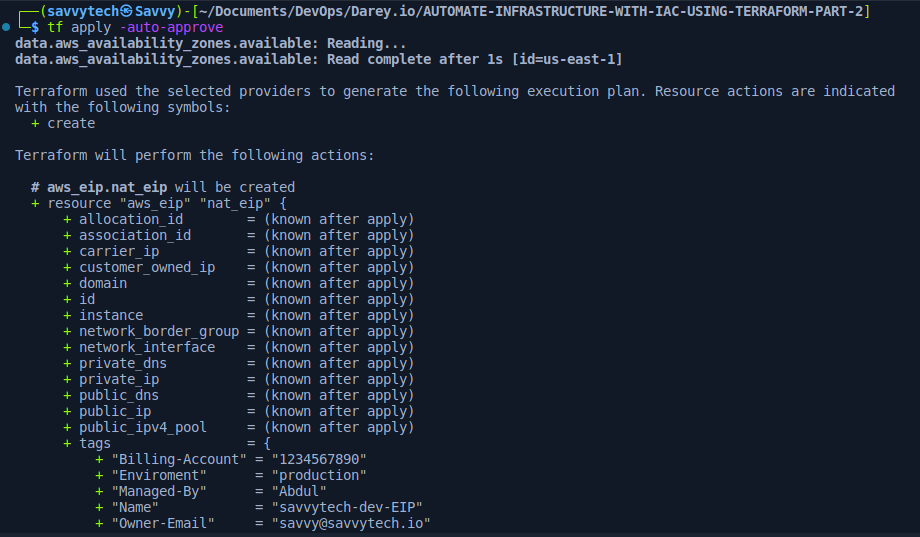 ┌──(savvytech㉿Savvy)-[~/Documents/DevOps/Darey.io/AUTOMATE-INFRASTRUCTURE-WITH-IAC-USING-TERRAFORM-PART-2]
└─$ tf apply -auto-approve
data.aws_availability_zones.available: Reading...
data.aws_availability_zones.available: Read complete after 1s [id=us-east-1]
Terraform used the selected providers to generate the following execution plan. Resource actions are indicated
with the following symbols:
+ create
Terraform will perform the following actions:
# aws_eip.nat_eip will be created
+ resource "aws_eip" "nat_eip" {
+ allocation_id = (known after apply)
+ association_id = (known after apply)
+ carrier_ip = (known after apply)
+ customer_owned_ip = (known after apply)
+ domain = (known after apply)
+ id = (known after apply)
+ instance = (known after apply)
+ network_border_group = (known after apply)
+ network_interface = (known after apply)
+ private_dns = (known after apply)
+ private_ip = (known after apply)
+ public_dns = (known after apply)
+ public_ip = (known after apply)
+ public_ipv4_pool = (known after apply)
+ tags = {
+ "Billing-Account" = "1234567890"
+ "Enviroment" = "production"
+ "Managed-By" = "Abdul"
+ "Name" = "savvytech-dev-EIP"
+ "Owner-Email" = "savvy@savvytech.io"